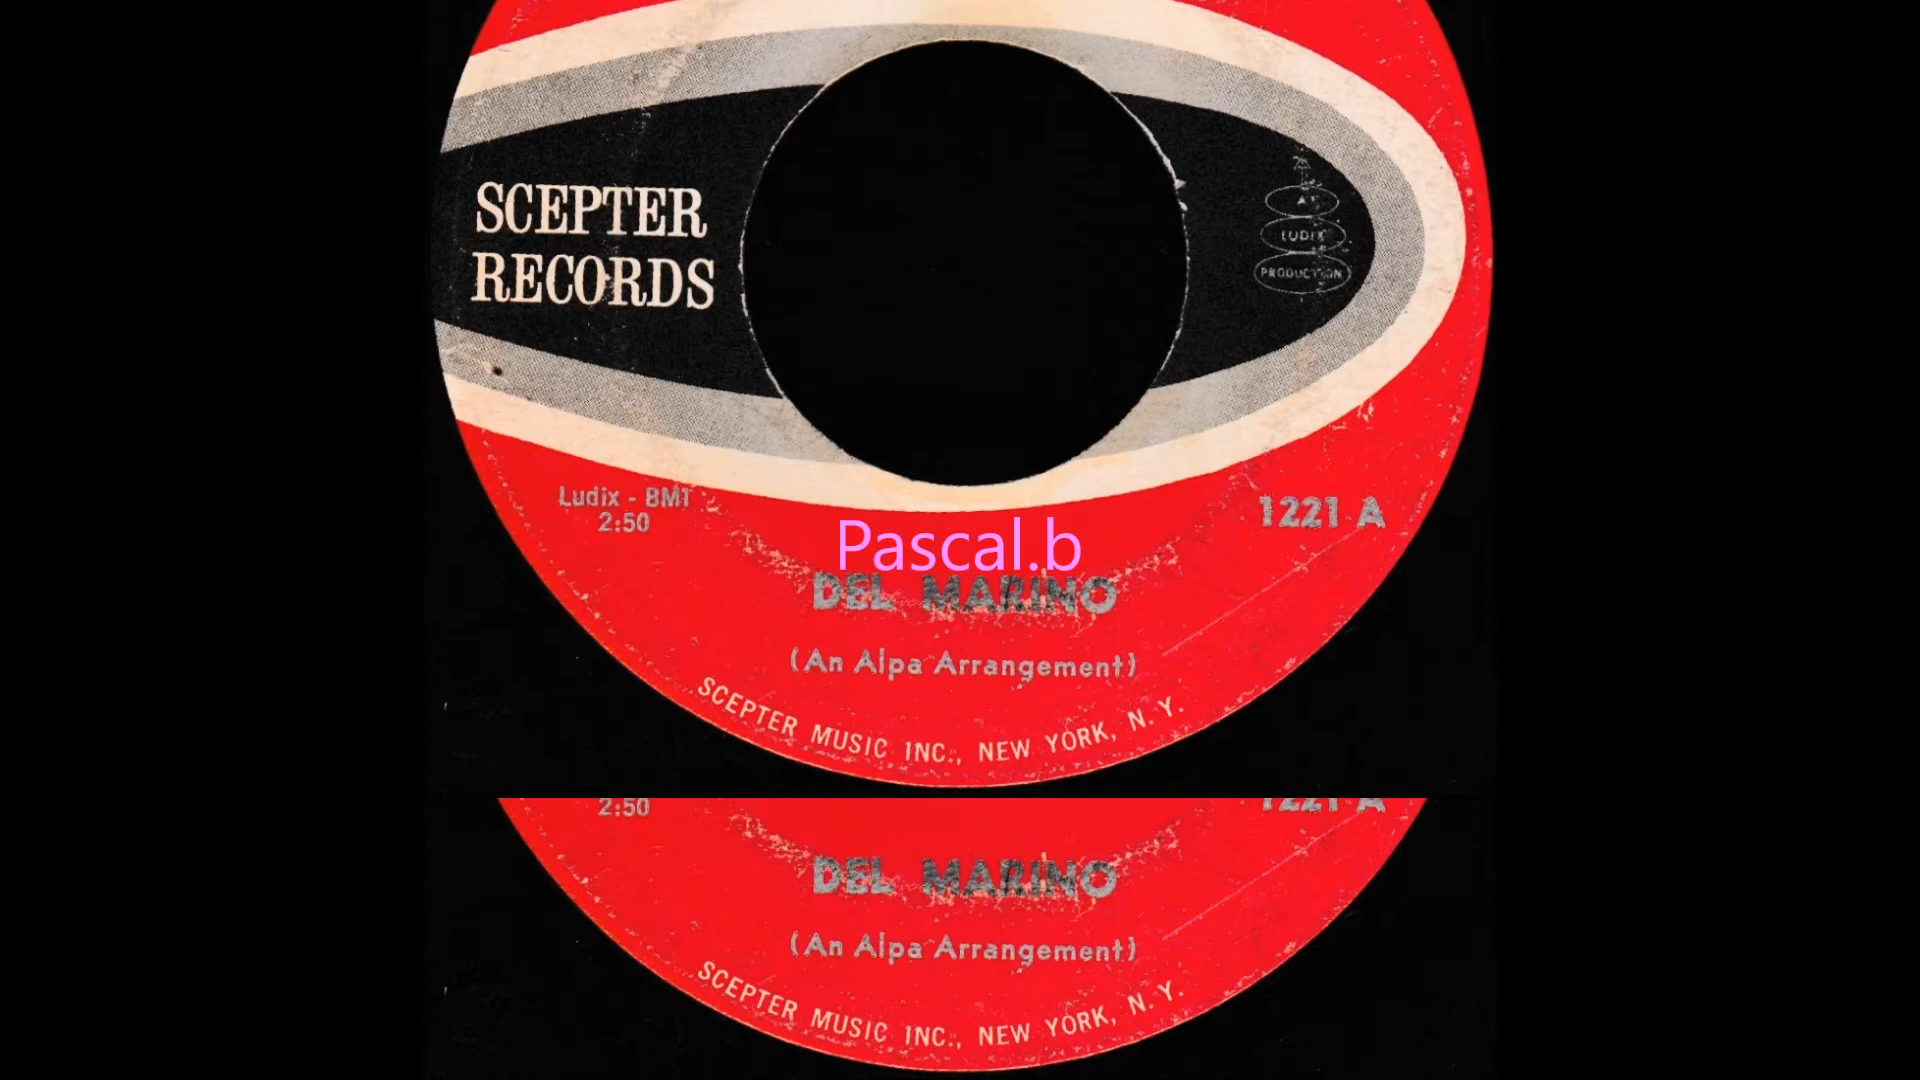 SCEPTER
RECORDS
A
LUDIX
PRODUCTION
Ludix - BMI
2:50
1221 A
Pascal.b
DEL MARINO
(An Alpa Arrangement)
SCEPTER MUSIC INC., NEW YORK, N. Y.
2:50
1221 A
DEL MARINO
(An Alpa Arrangement)
SCEPTER MUSIC INC., NEW YORK, N. Y.